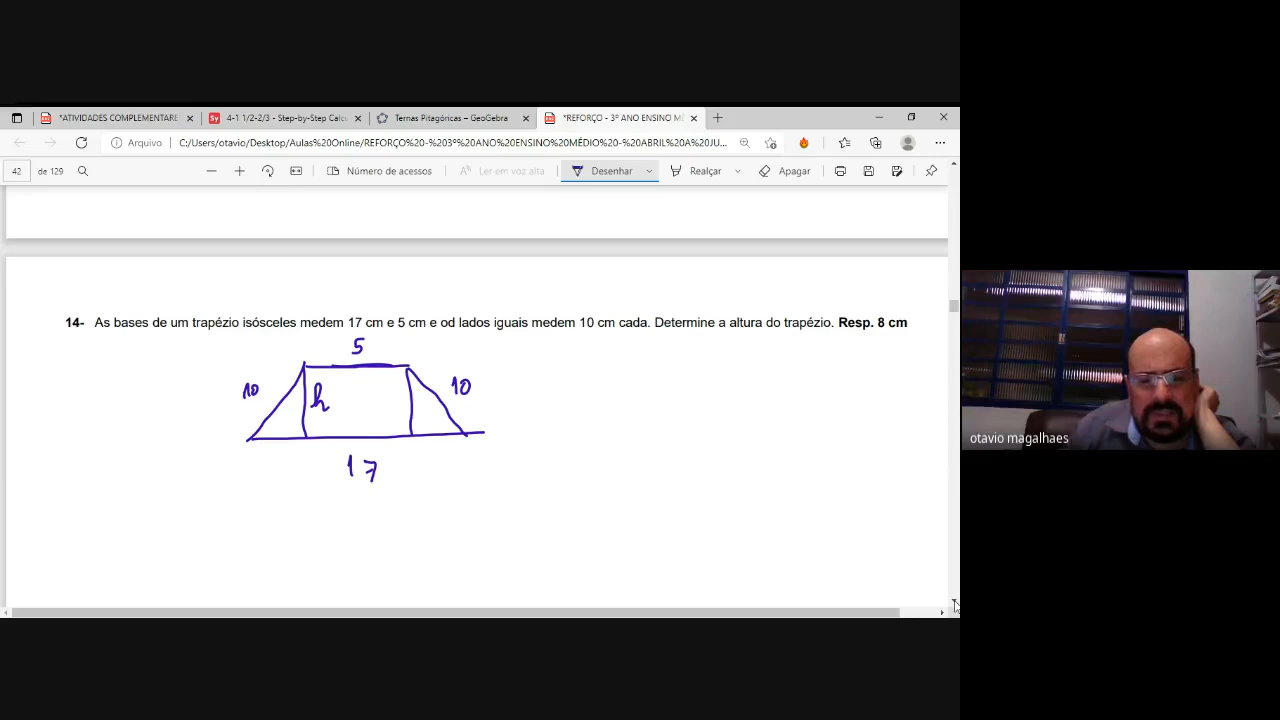 *ATIVIDADES COMPLEMENTARE
4-1 1/2-2/3 - Step-by-Step Calcu
Ternas Pitagóricas – GeoGebra
*REFORÇO - 3º ANO ENSINO MÉ
Arquivo
C:/Users/otavio/Desktop/Aulas%20Online/REFORÇO%20-%203º%20ANO%20ENSINO%20MÉDIO%20-%20ABRIL%20A%20JU...
42 de 129
Número de acessos
Ler em voz alta
Desenhar
Realçar
Apagar
14- As bases de um trapézio isósceles medem 17 cm e 5 cm e od lados iguais medem 10 cm cada. Determine a altura do trapézio. Resp. 8 cm
5
10 h 10
17
otavio magalhaes